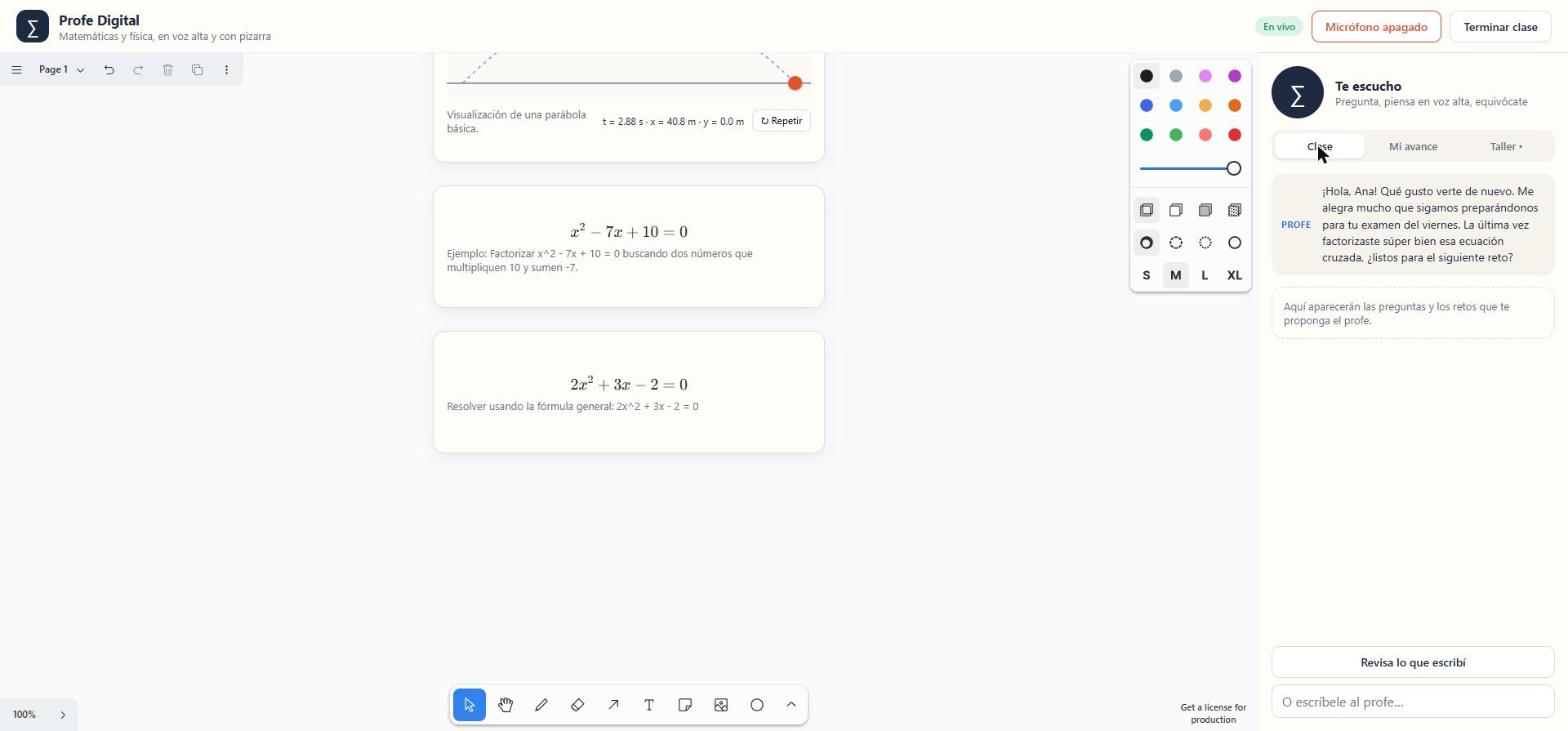 Profe Digital
Matemáticas y física, en voz alta y con pizarra
En vivo
Micrófono apagado
Terminar clase
Page 1
Visualización de una parábola
básica.
t = 2.88 s · x = 40.8 m · y = 0.0 m
↻ Repetir
x² − 7x + 10 = 0
Ejemplo: Factorizar x^2 - 7x + 10 = 0 buscando dos números que
multipliquen 10 y sumen -7.
2x² + 3x − 2 = 0
Resolver usando la fórmula general: 2x^2 + 3x - 2 = 0
S M L XL
Te escucho
Pregunta, piensa en voz alta, equivócate
Clase
Mi avance
Taller •
PROFE
¡Hola, Ana! Qué gusto verte de nuevo. Me
alegra mucho que sigamos preparándonos
para tu examen del viernes. La última vez
factorizaste súper bien esa ecuación
cruzada, ¿listos para el siguiente reto?
Aquí aparecerán las preguntas y los retos que te
proponga el profe.
Revisa lo que escribí
O escríbele al profe...
100%
Get a license for
production